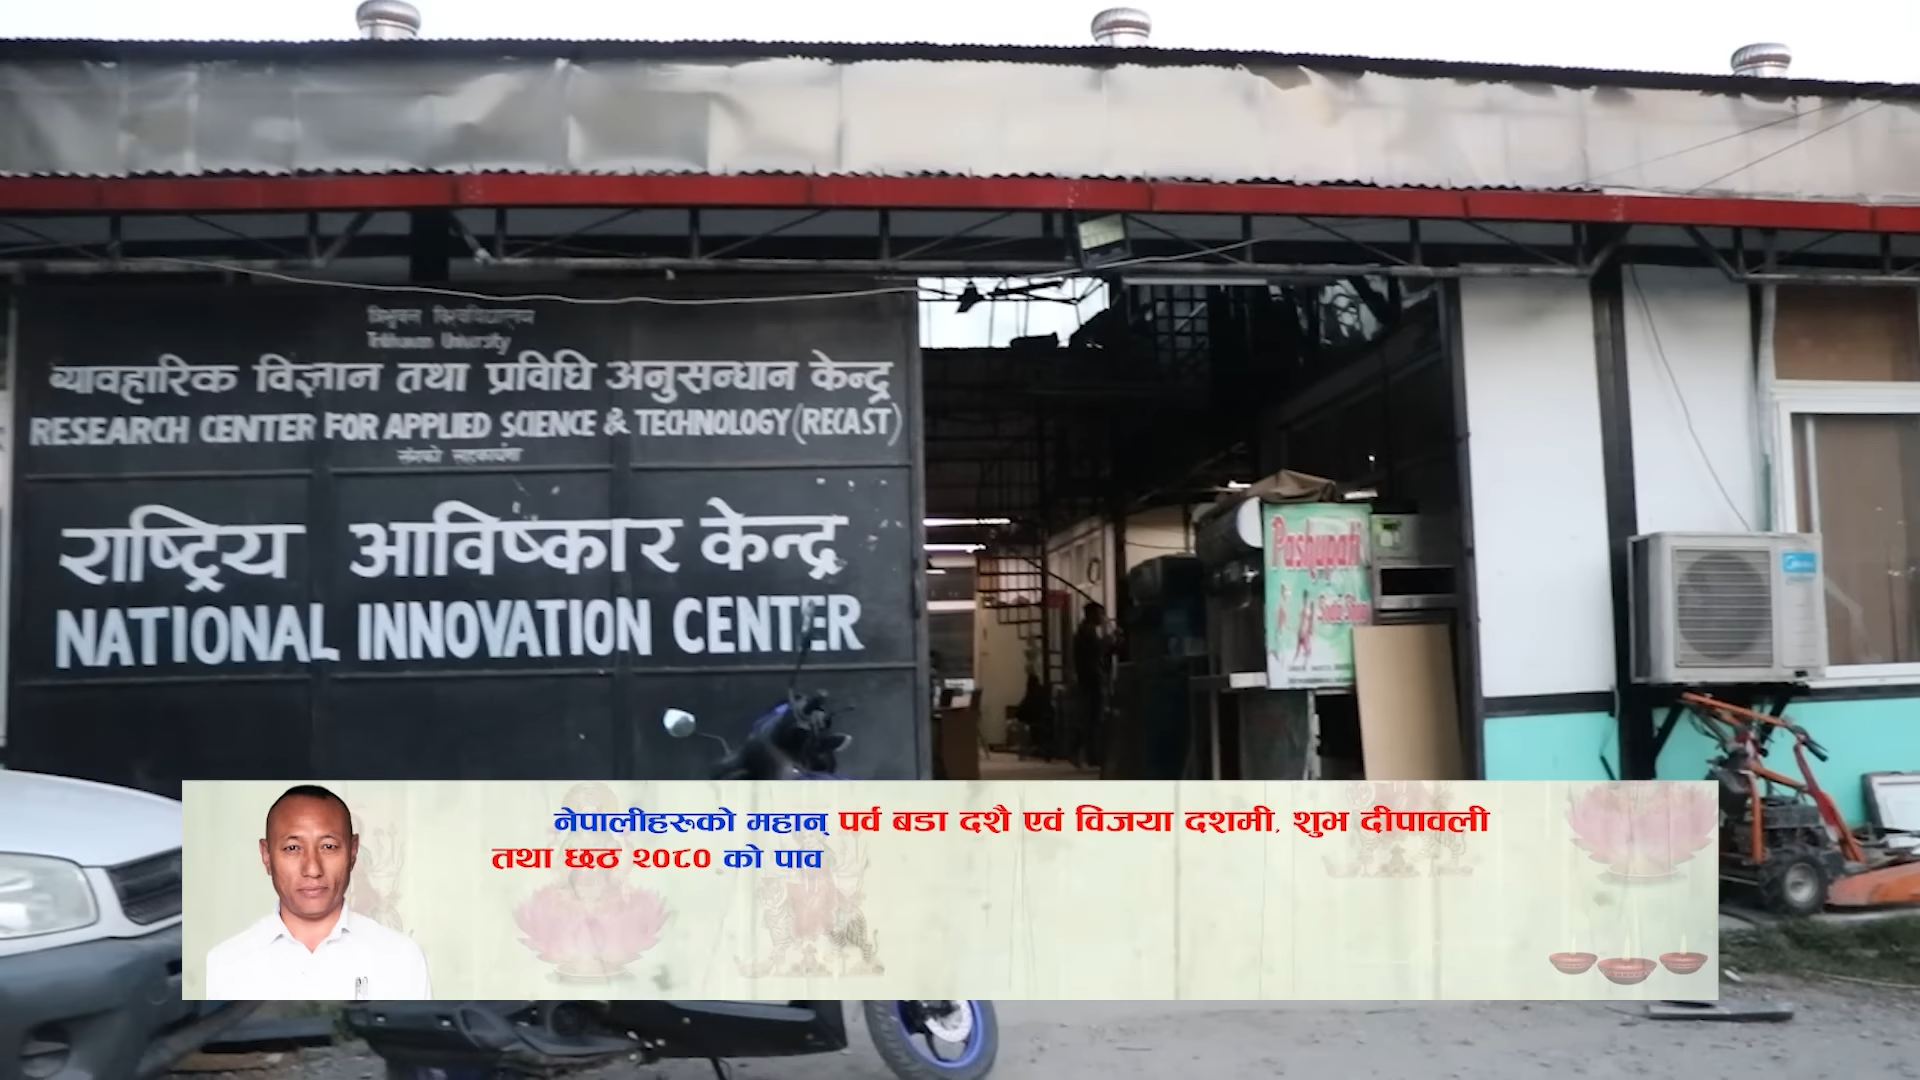 त्रिभुवन विश्वविद्यालय
Tribhuvan University
व्यावहारिक विज्ञान तथा प्रविधि अनुसन्धान केन्द्र
RESEARCH CENTER FOR APPLIED SCIENCE & TECHNOLOGY (RECAST)
राष्ट्रिय आविष्कार केन्द्र
NATIONAL INNOVATION CENTER
Pashupati
नेपालीहरुको महान् पर्व बडा दशै एवं विजया दशमी, शुभ दीपावली
तथा छठ २०८० को पाव